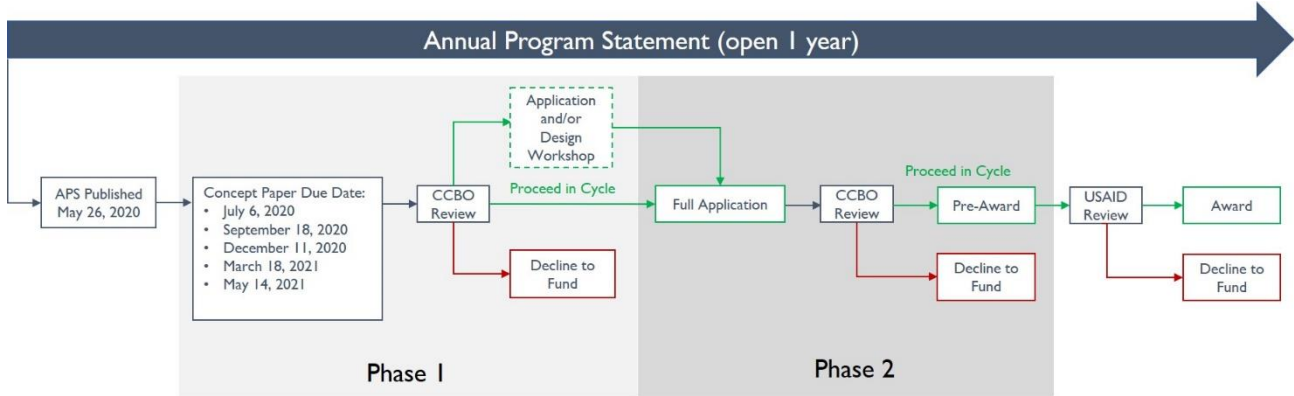 Annual Program Statement (open 1 year)
APS Published
May 26, 2020
Concept Paper Due Date:
• July 6, 2020
• September 18, 2020
• December 11, 2020
• March 18, 2021
• May 14, 2021
CCBO
Review
Application
and/or
Design
Workshop
Proceed in Cycle
Decline to
Fund
Phase 1
Full Application
CCBO
Review
Proceed in Cycle
Pre-Award
Decline to
Fund
Phase 2
USAID
Review
Award
Decline to
Fund